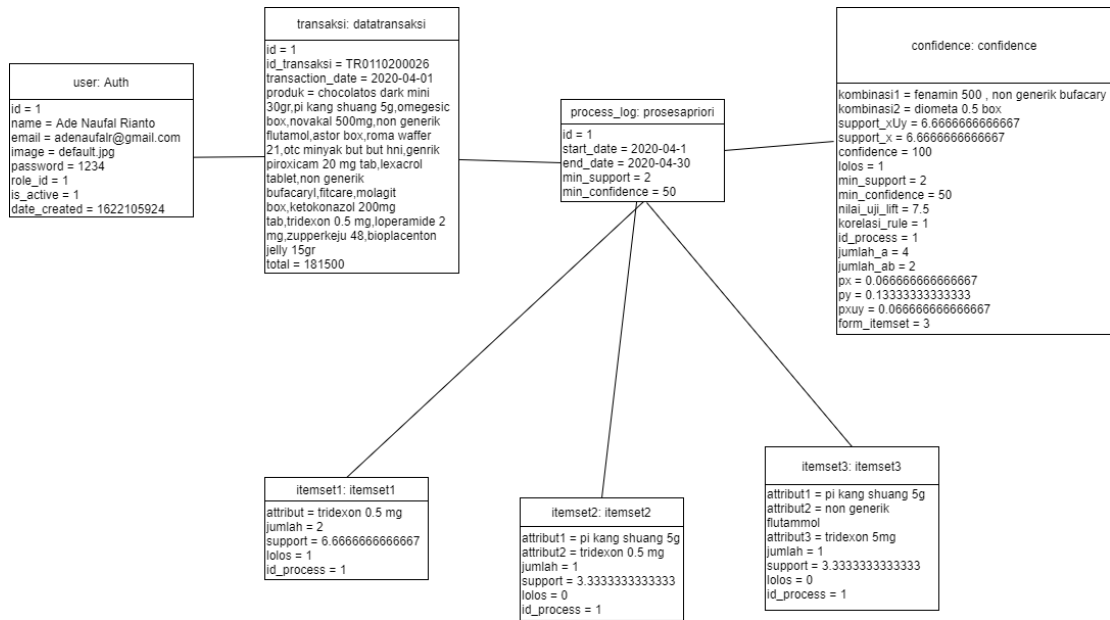 user: Auth
id = 1
name = Ade Naufal Rianto
email = adenaufalr@gmail.com
image = default.jpg
password = 1234
role_id = 1
is_active = 1
date_created = 1622105924
transaksi: datatransaksi
id = 1
id_transaksi = TR0110200026
transaction_date = 2020-04-01
produk = chocolatos dark mini
30gr,pi kang shuang 5g,omegesic
box,novakal 500mg,non generik
flutamol,astor box,roma waffer
21,otc minyak but but hni,genrik
piroxicam 20 mg tab,lexacrol
tablet,non generik
bufacaryl,fitcare,molagit
box,ketokonazol 200mg
tab,tridexon 0.5 mg,loperamide 2
mg,zupperkeju 48,bioplacenton
jelly 15gr
total = 181500
process_log: prosesapriori
id = 1
start_date = 2020-04-1
end_date = 2020-04-30
min_support = 2
min_confidence = 50
confidence: confidence
kombinasi1 = fenamin 500 , non generik bufacary
kombinasi2 = diometa 0.5 box
support_xUy = 6.6666666666667
support_x = 6.6666666666667
confidence = 100
lolos = 1
min_support = 2
min_confidence = 50
nilai_uji_lift = 7.5
korelasi_rule = 1
id_process = 1
jumlah_a = 4
jumlah_ab = 2
px = 0.066666666666667
py = 0.13333333333333
pxuy = 0.066666666666667
form_itemset = 3
itemset1: itemset1
attribut = tridexon 0.5 mg
jumlah = 2
support = 6.6666666666667
lolos = 1
id_process = 1
itemset2: itemset2
attribut1 = pi kang shuang 5g
attribut2 = tridexon 0.5 mg
jumlah = 1
support = 3.3333333333333
lolos = 0
id_process = 1
itemset3: itemset3
attribut1 = pi kang shuang 5g
attribut2 = non generik
flutammol
attribut3 = tridexon 5mg
jumlah = 1
support = 3.3333333333333
lolos = 0
id_process = 1